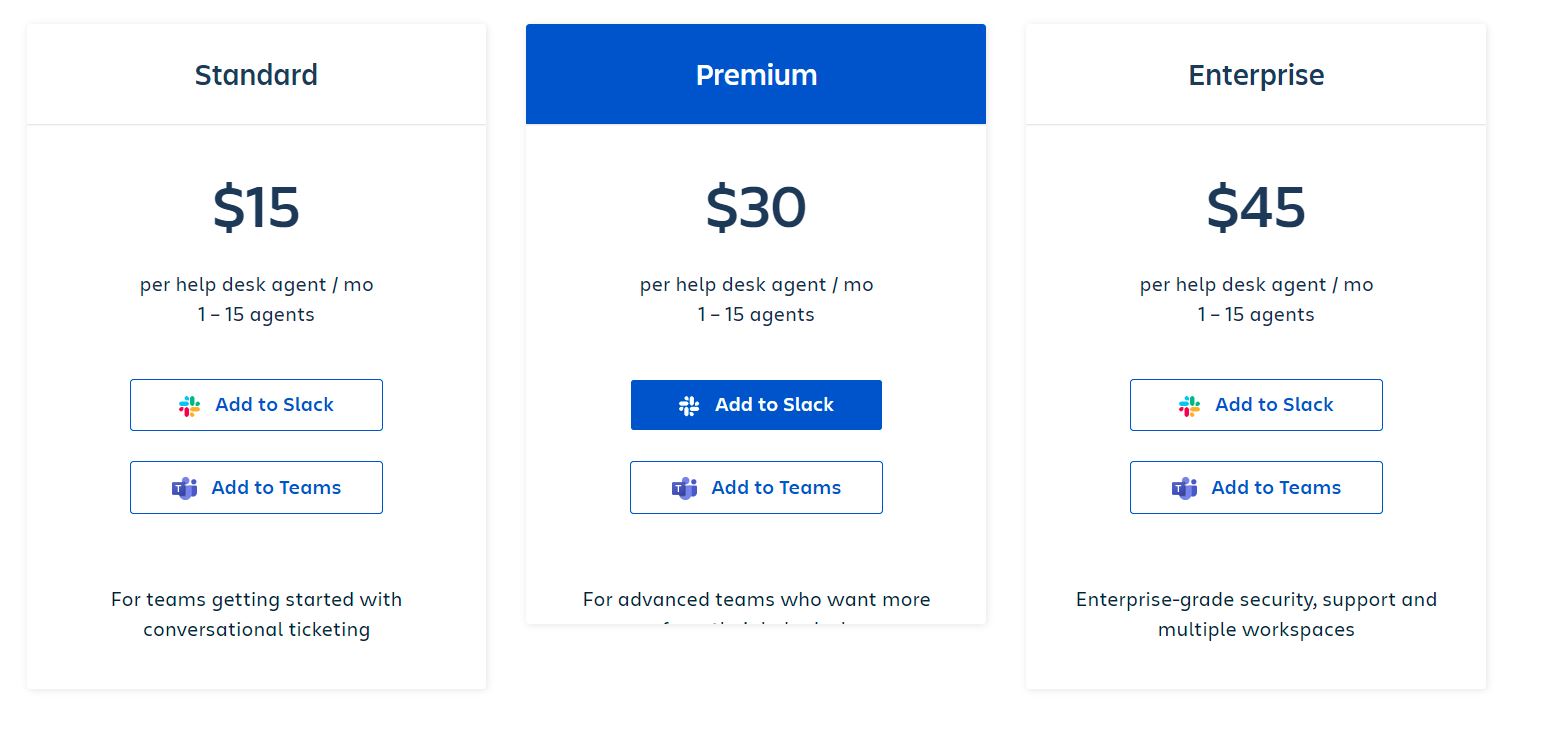 Standard
$15
per help desk agent / mo
1 – 15 agents
Add to Slack
Add to Teams
For teams getting started with
conversational ticketing
Premium
$30
per help desk agent / mo
1 – 15 agents
Add to Slack
Add to Teams
For advanced teams who want more
Enterprise
$45
per help desk agent / mo
1 – 15 agents
Add to Slack
Add to Teams
Enterprise-grade security, support and
multiple workspaces